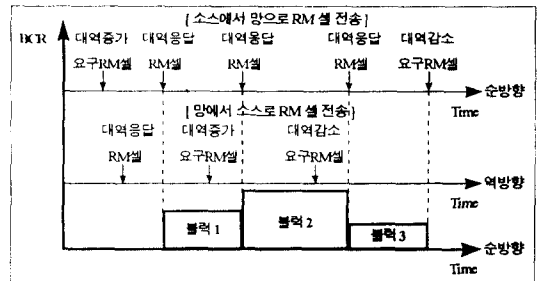 [ 소스에서 망으로 RM 셀 전송 ]
BCR 대역증가 대역응답 대역응답 대역응답 대역감소
요구RM셀 RM셀 RM셀 RM셀 요구RM셀
순방향
Time
[ 망에서 소스로 RM 셀 전송 ]
대역응답 대역증가 대역감소
RM셀 요구RM셀 요구RM셀
역방향
Time
블럭 1 블럭 2 블럭 3
순방향
Time